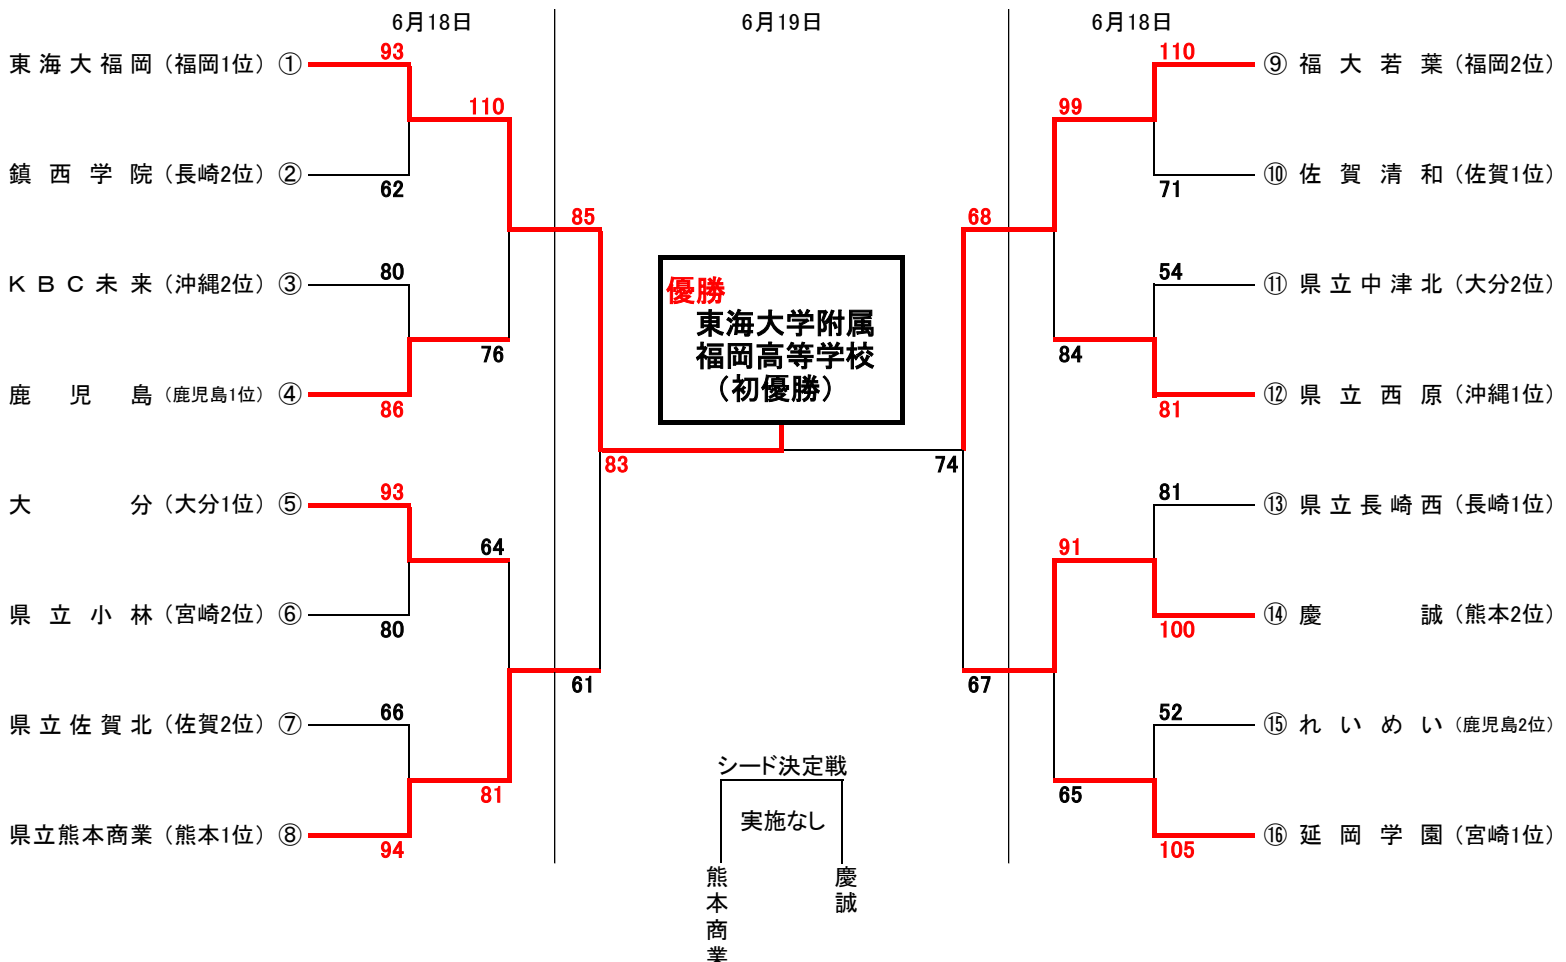 6月18日
6月19日
6月18日
東海大福岡（福岡1位）①
93
110
鎮西学院（長崎2位）②
62
85
KBC未来（沖縄2位）③
80
76
鹿児島（鹿児島1位）④
86
大分（大分1位）⑤
93
64
県立小林（宮崎2位）⑥
80
61
県立佐賀北（佐賀2位）⑦
66
81
県立熊本商業（熊本1位）⑧
94
優勝
東海大学附属
福岡高等学校
（初優勝）
83
74
シード決定戦
実施なし
熊本商業
慶誠
110
⑨福大若葉（福岡2位）
99
71
⑩佐賀清和（佐賀1位）
68
54
⑪県立中津北（大分2位）
84
81
⑫県立西原（沖縄1位）
81
⑬県立長崎西（長崎1位）
91
100
⑭慶誠（熊本2位）
67
52
⑮れいめい（鹿児島2位）
65
105
⑯延岡学園（宮崎1位）